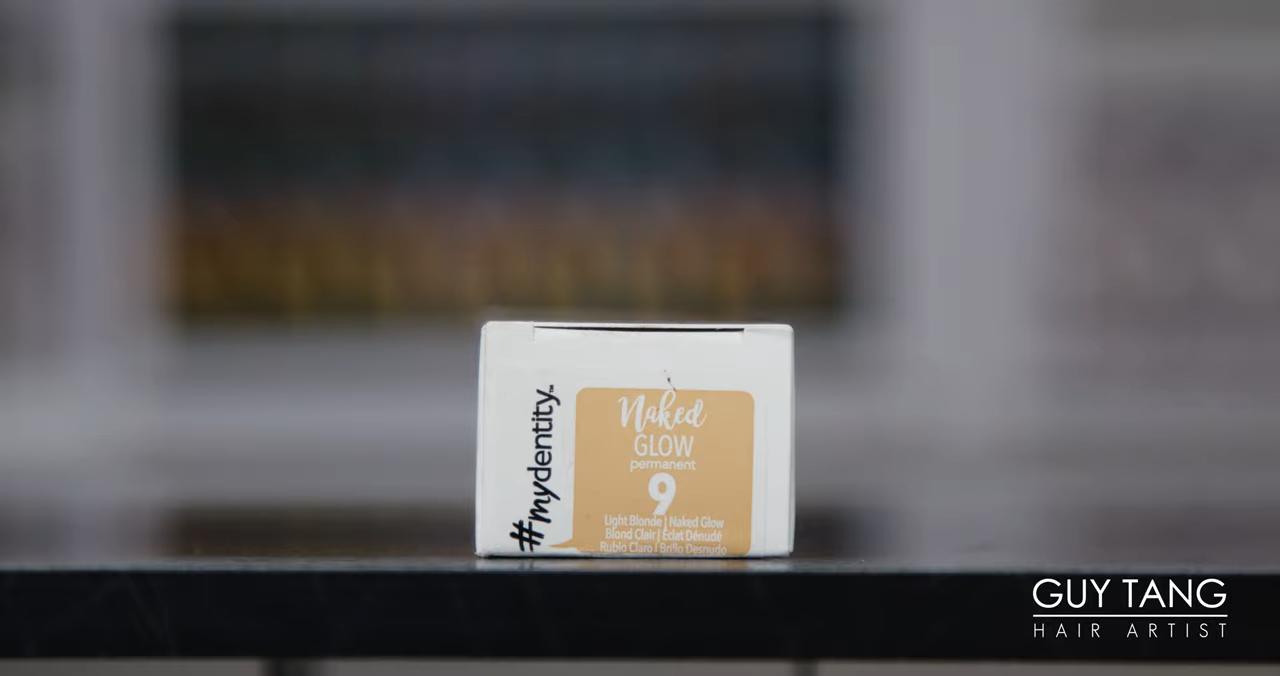 #mydentity™
Naked
GLOW
permanent
9
Light Blonde | Naked Glow
Blond Clair | Éclat Dénudé
Rubio Claro | Brillo Desnudo
GUY TANG
HAIR ARTIST